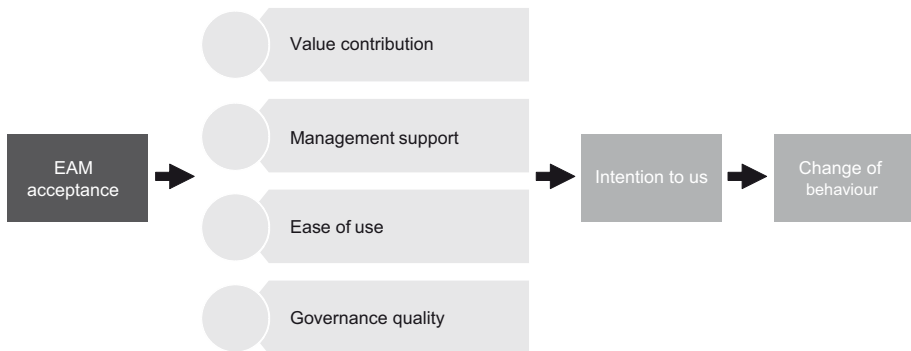 EAM
acceptance
Value contribution
Management support
Ease of use
Governance quality
Intention to us
Change of
behaviour